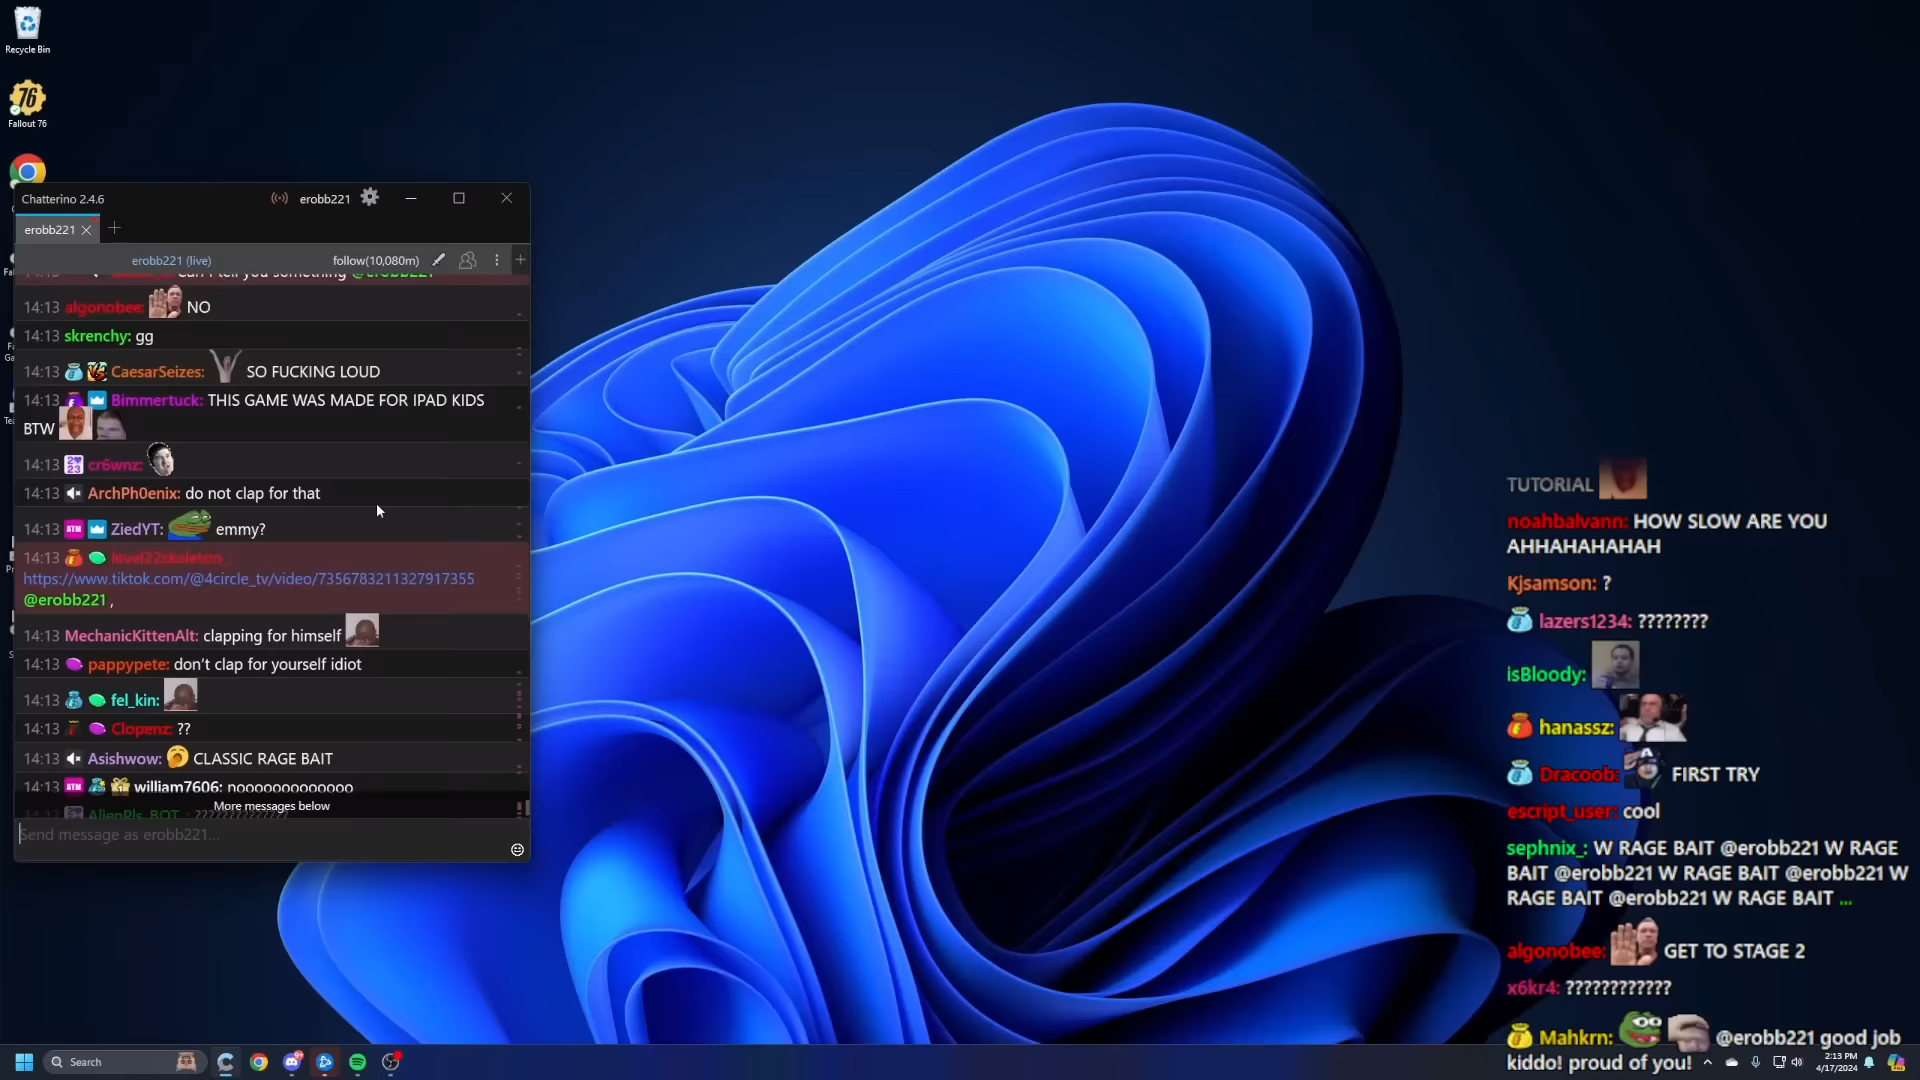 Recycle Bin
Fallout 76
Chatterino 2.4.6
erobb221
erobb221
erobb221 (live)
follow(10,080m)
Can I tell you something @erobb221
14:13 algonobee: NO
14:13 skrenchy: gg
14:13 CaesarSeizes: SO FUCKING LOUD
14:13 Bimmertuck: THIS GAME WAS MADE FOR IPAD KIDS
BTW
14:13 cr6wnz:
14:13 ArchPh0enix: do not clap for that
14:13 ZiedYT: emmy?
14:13
https://www.tiktok.com/@4circle_tv/video/7356783211327917355
@erobb221 ,
14:13 MechanicKittenAlt: clapping for himself
14:13 pappypete: don't clap for yourself idiot
14:13 fel_kin:
14:13 Clopenz: ??
14:13 Asishwow: CLASSIC RAGE BAIT
14:13 william7606: nooooooooooooo
More messages below
Send message as erobb221...
TUTORIAL
noahbalvann: HOW SLOW ARE YOU
AHHAHAHAHAH
Kjsamson: ?
lazers1234: ????????
isBloody:
hanassz:
Dracoob: FIRST TRY
escript_user: cool
sephnix_: W RAGE BAIT @erobb221 W RAGE
BAIT @erobb221 W RAGE BAIT @erobb221 W
RAGE BAIT @erobb221 W RAGE BAIT ...
algonobee: GET TO STAGE 2
x6kr4: ????????????
Mahkrn: @erobb221 good job
kiddo! proud of you!
Search
2:13 PM
4/17/2024